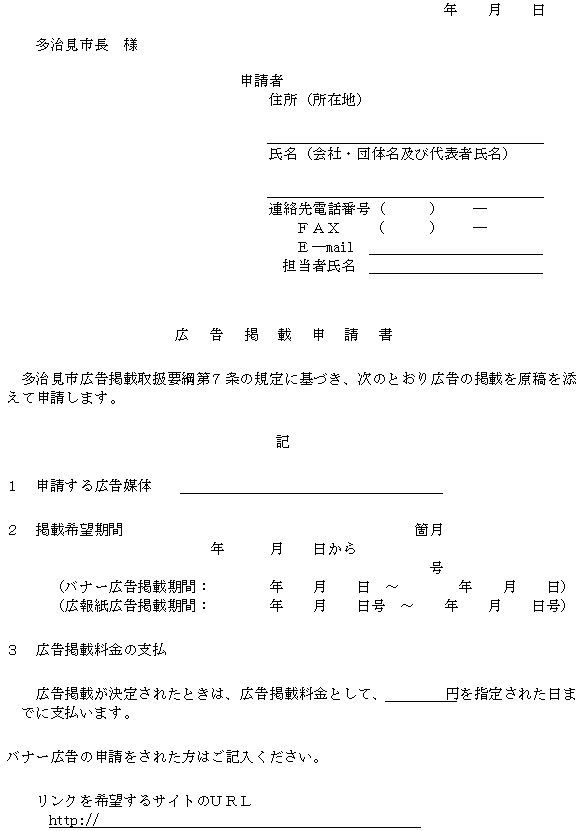 年　　月　　日
多治見市長　様
申請者
住所（所在地）
氏名（会社・団体名及び代表者氏名）
連絡先電話番号（　　　）　　―
ＦＡＸ　　（　　　）　　―
Ｅ―mail
担当者氏名
広　告　掲　載　申　請　書
多治見市広告掲載取扱要綱第７条の規定に基づき、次のとおり広告の掲載を原稿を添
えて申請します。
記
１　申請する広告媒体
２　掲載希望期間　　　　　　　　　　　　　　　　　　　　箇月
年　　　月　　日から
号
（バナー広告掲載期間：　　　　年　　月　　日　～　　　　年　　月　　日）
（広報紙広告掲載期間：　　　　年　　月　　日号　～　　年　　月　　日号）
３　広告掲載料金の支払
広告掲載が決定されたときは、広告掲載料金として、　　　　　円を指定された日ま
でに支払います。
バナー広告の申請をされた方はご記入ください。
リンクを希望するサイトのＵＲＬ
http://